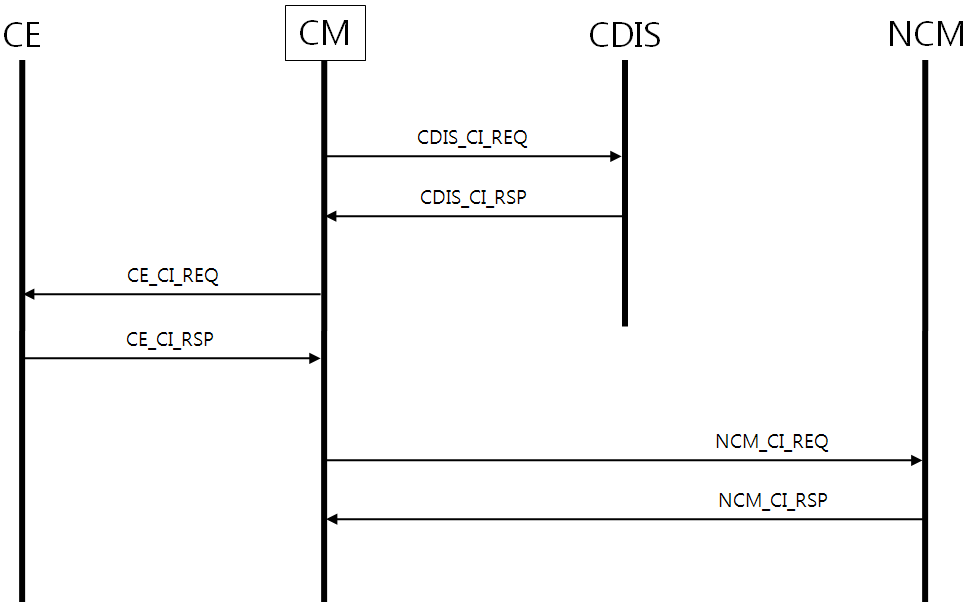 CE
CM
CDIS
NCM
CDIS_CI_REQ
CDIS_CI_RSP
CE_CI_REQ
CE_CI_RSP
NCM_CI_REQ
NCM_CI_RSP